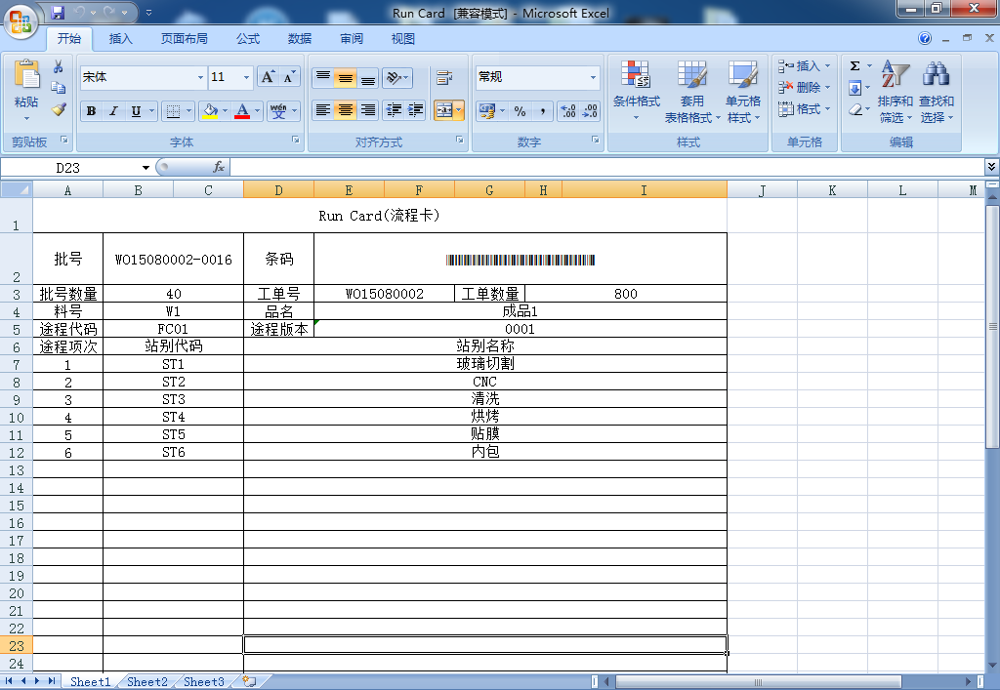 Run Card [兼容模式] - Microsoft Excel
开始 插入 页面布局 公式 数据 审阅 视图
粘贴 宋体 11 常规 条件格式 套用 表格格式 单元格 样式 插入 删除 格式 排序和 筛选 查找和 选择
B I U A 变 wén % ,
剪贴板 字体 对齐方式 数字 样式 单元格 编辑
D23 fx
A B C D E F G H I J K L M
1 Run Card(流程卡)
2 批号 WO15080002-0016 条码
3 批号数量 40 工单号 WO15080002 工单数量 800
4 料号 W1 品名 成品1
5 途程代码 FC01 途程版本 0001
6 途程项次 站别代码 站别名称
7 1 ST1 玻璃切割
8 2 ST2 CNC
9 3 ST3 清洗
10 4 ST4 烘烤
11 5 ST5 贴膜
12 6 ST6 内包
13
14
15
16
17
18
19
20
21
22
23
24
Sheet1 Sheet2 Sheet3